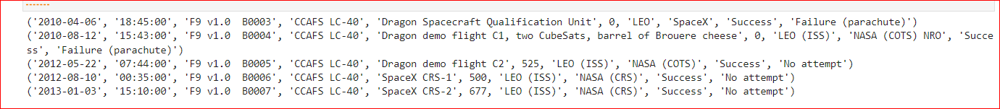 ('2010-04-06', '18:45:00', 'F9 v1.0  B0003', 'CCAFS LC-40', 'Dragon Spacecraft Qualification Unit', 0, 'LEO', 'SpaceX', 'Success', 'Failure (parachute)')
('2010-08-12', '15:43:00', 'F9 v1.0  B0004', 'CCAFS LC-40', 'Dragon demo flight C1, two CubeSats, barrel of Brouere cheese', 0, 'LEO (ISS)', 'NASA (COTS) NRO', 'Succe
ss', 'Failure (parachute)')
('2012-05-22', '07:44:00', 'F9 v1.0  B0005', 'CCAFS LC-40', 'Dragon demo flight C2', 525, 'LEO (ISS)', 'NASA (COTS)', 'Success', 'No attempt')
('2012-08-10', '00:35:00', 'F9 v1.0  B0006', 'CCAFS LC-40', 'SpaceX CRS-1', 500, 'LEO (ISS)', 'NASA (CRS)', 'Success', 'No attempt')
('2013-01-03', '15:10:00', 'F9 v1.0  B0007', 'CCAFS LC-40', 'SpaceX CRS-2', 677, 'LEO (ISS)', 'NASA (CRS)', 'Success', 'No attempt')